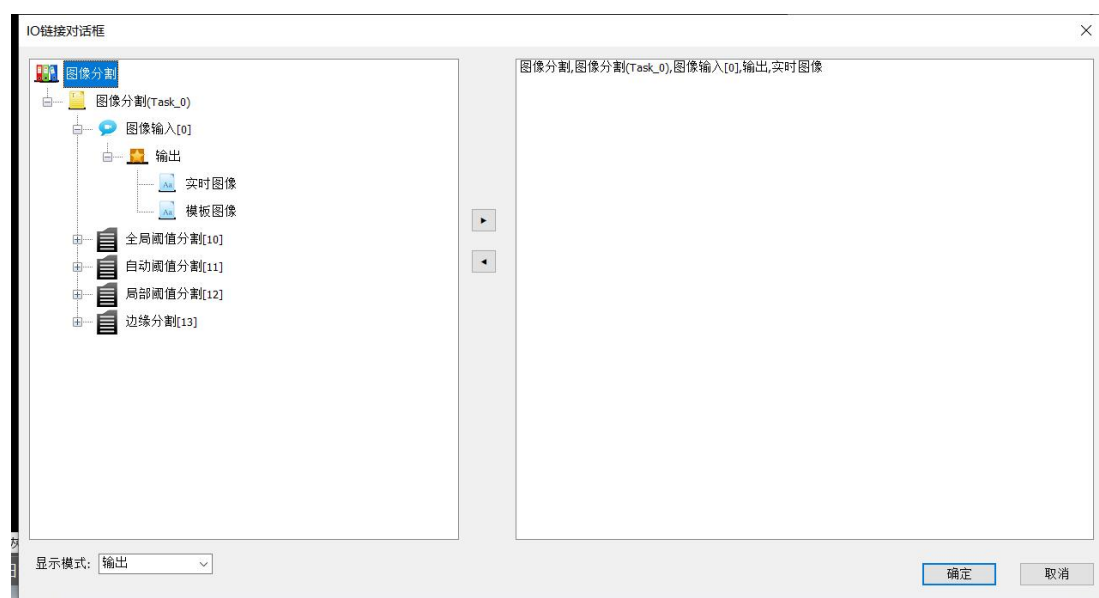 IO链接对话框
图像分割
图像分割(Task_0)
图像输入[0]
输出
实时图像
模板图像
全局阈值分割[10]
自动阈值分割[11]
局部阈值分割[12]
边缘分割[13]
图像分割,图像分割(Task_0),图像输入[0],输出,实时图像
显示模式: 输出
确定
取消